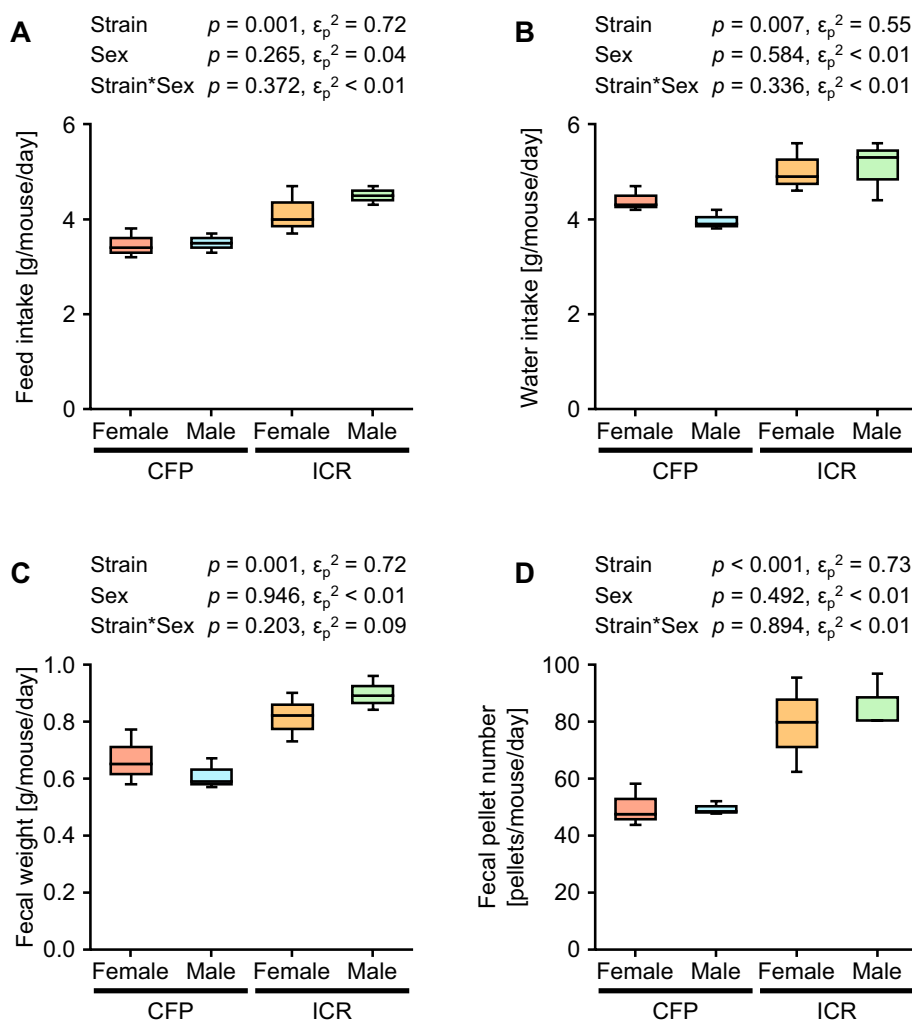 A
Strain p = 0.001, εp² = 0.72
Sex p = 0.265, εp² = 0.04
Strain*Sex p = 0.372, εp² < 0.01
Feed intake [g/mouse/day]
6
4
2
0
Female Male Female Male
CFP ICR
B
Strain p = 0.007, εp² = 0.55
Sex p = 0.584, εp² < 0.01
Strain*Sex p = 0.336, εp² < 0.01
Water intake [g/mouse/day]
6
4
2
0
Female Male Female Male
CFP ICR
C
Strain p = 0.001, εp² = 0.72
Sex p = 0.946, εp² < 0.01
Strain*Sex p = 0.203, εp² = 0.09
Fecal weight [g/mouse/day]
1.0
0.8
0.6
0.4
0.2
0.0
Female Male Female Male
CFP ICR
D
Strain p < 0.001, εp² = 0.73
Sex p = 0.492, εp² < 0.01
Strain*Sex p = 0.894, εp² < 0.01
Fecal pellet number
[pellets/mouse/day]
100
80
60
40
20
0
Female Male Female Male
CFP ICR